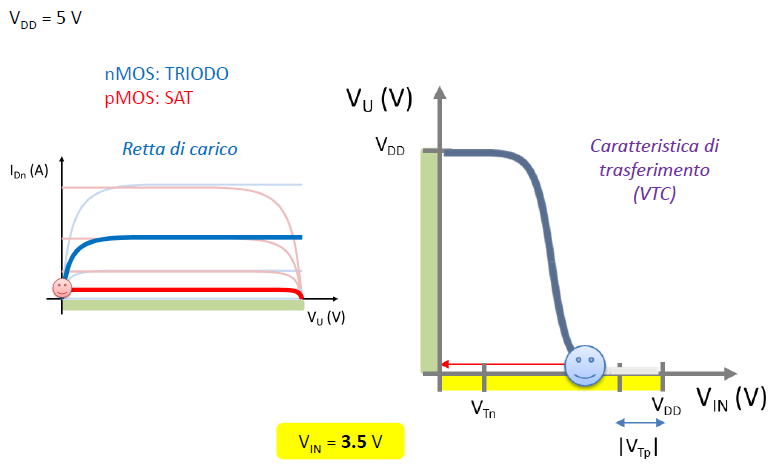 V_DD = 5 V
nMOS: TRIODO
pMOS: SAT
Retta di carico
I_Dn (A)
V_U (V)
V_U (V)
V_DD
Caratteristica di
trasferimento
(VTC)
V_Tn
V_DD
V_IN (V)
|V_Tp|
V_IN = 3.5 V